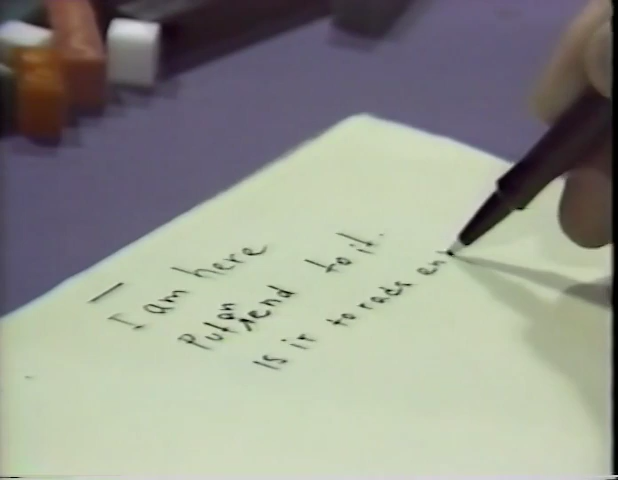 I am here
Put an end to it.
Is it to